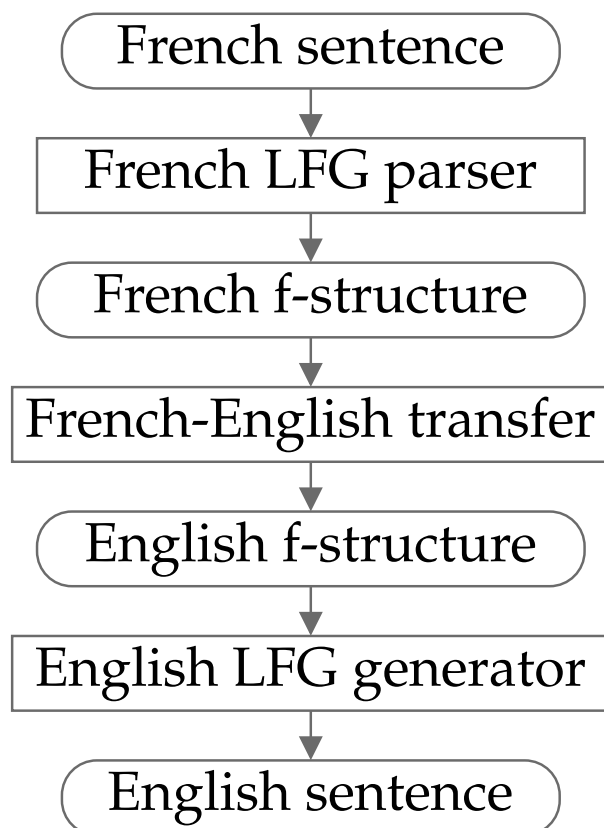 French sentence
French LFG parser
French f-structure
French-English transfer
English f-structure
English LFG generator
English sentence